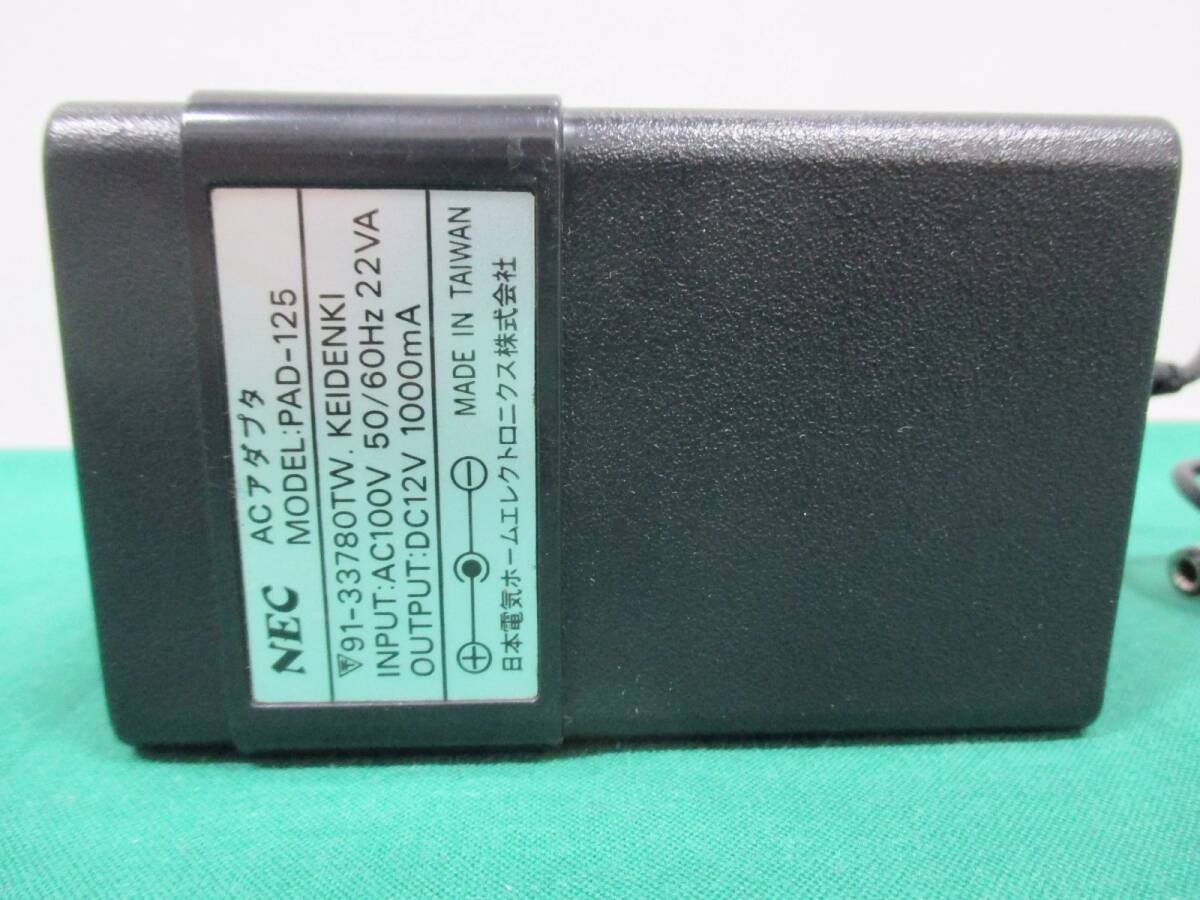 NEC ACアダプタ
MODEL:PAD-125
91-33780TW. KEIDENKI
INPUT:AC100V 50/60Hz 22VA
OUTPUT:DC12V 1000mA
MADE IN TAIWAN
日本電気ホームエレクトロニクス株式会社